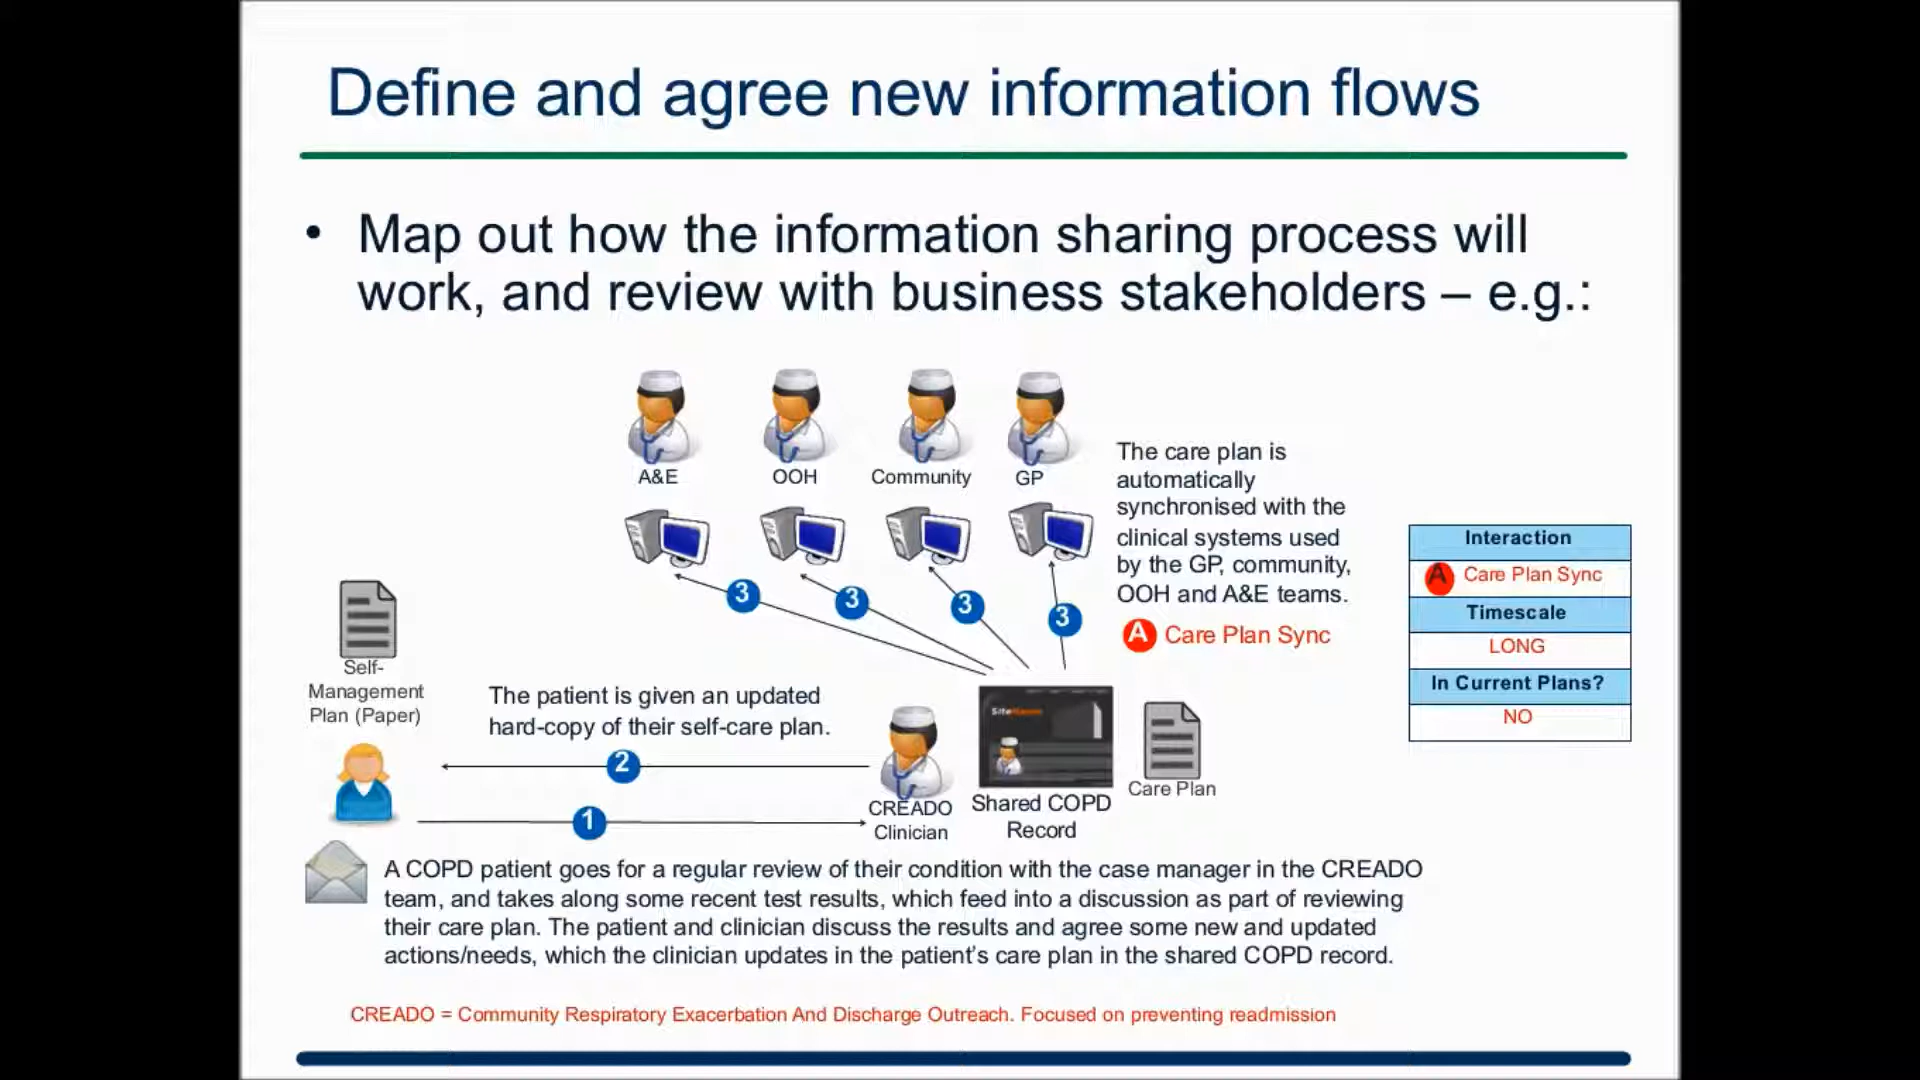 Define and agree new information flows
• Map out how the information sharing process will
work, and review with business stakeholders – e.g.:
A&E
OOH
Community
GP
The care plan is
automatically
synchronised with the
clinical systems used
by the GP, community,
OOH and A&E teams.
A Care Plan Sync
Interaction
A Care Plan Sync
Timescale
LONG
In Current Plans?
NO
3
3
3
3
Self-
Management
Plan (Paper)
The patient is given an updated
hard-copy of their self-care plan.
2
1
CREADO
Clinician
Shared COPD
Record
Care Plan
A COPD patient goes for a regular review of their condition with the case manager in the CREADO
team, and takes along some recent test results, which feed into a discussion as part of reviewing
their care plan. The patient and clinician discuss the results and agree some new and updated
actions/needs, which the clinician updates in the patient’s care plan in the shared COPD record.
CREADO = Community Respiratory Exacerbation And Discharge Outreach. Focused on preventing readmission